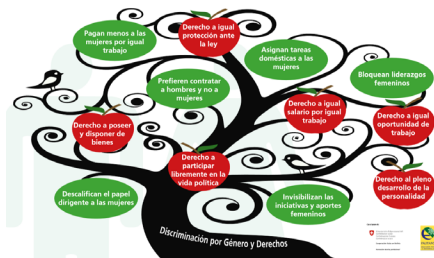 Pagan menos a las
mujeres por igual
trabajo
Derecho a igual
protección ante
la ley
Asignan tareas
domésticas a las
mujeres
Prefieren contratar
a hombres y no a
mujeres
Bloquean liderazgos
femeninos
Derecho a poseer
y disponer de
bienes
Derecho a igual
salario por igual
trabajo
Derecho a igual
oportunidad de
trabajo
Derecho a
participar
libremente en la
vida política
Derecho al pleno
desarrollo de la
personalidad
Descalifican el papel
dirigente a las mujeres
Invisibilizan las
iniciativas y aportes
femeninos
Discriminación por Género y Derechos